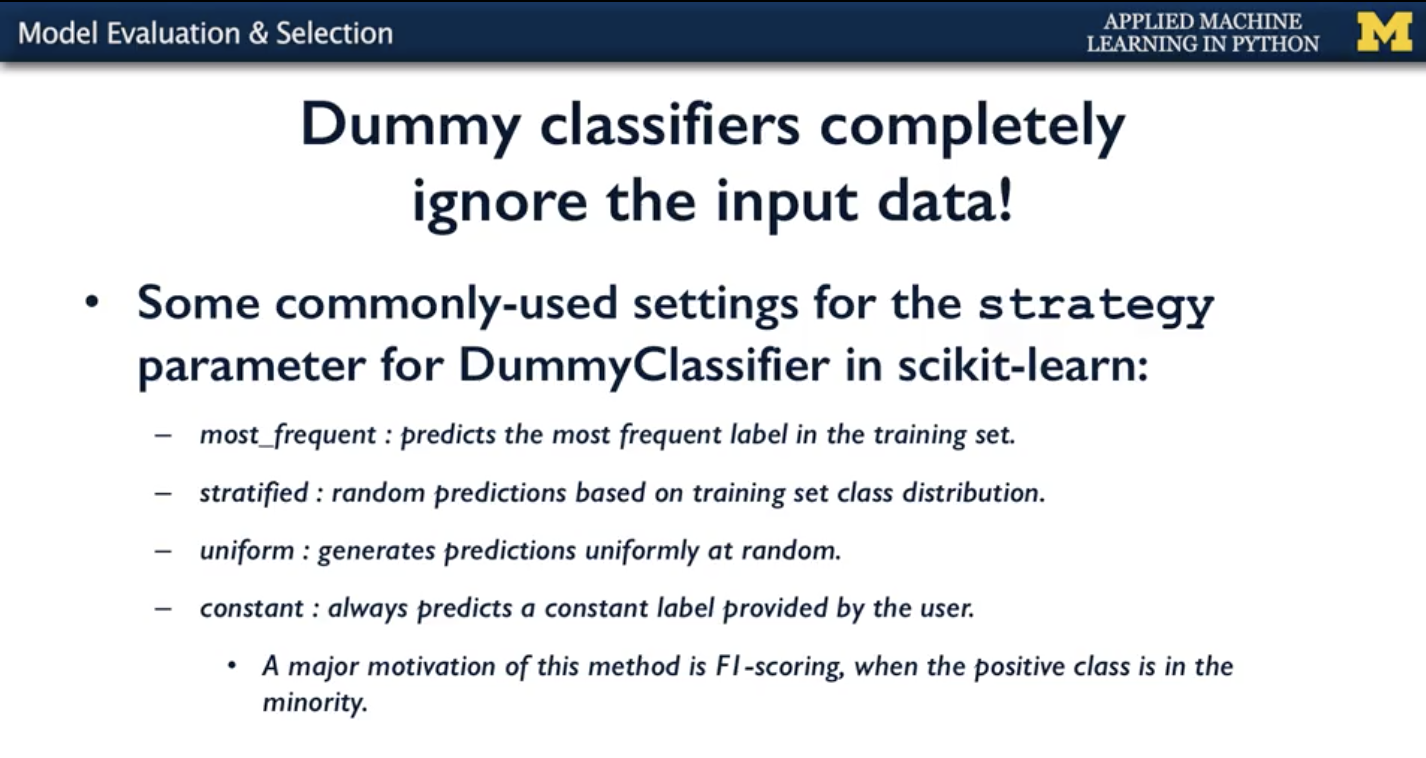 Model Evaluation & Selection
APPLIED MACHINE
LEARNING IN PYTHON
M
Dummy classifiers completely
ignore the input data!
• Some commonly-used settings for the strategy
parameter for DummyClassifier in scikit-learn:
– most_frequent : predicts the most frequent label in the training set.
– stratified : random predictions based on training set class distribution.
– uniform : generates predictions uniformly at random.
– constant : always predicts a constant label provided by the user.
• A major motivation of this method is F1-scoring, when the positive class is in the
minority.